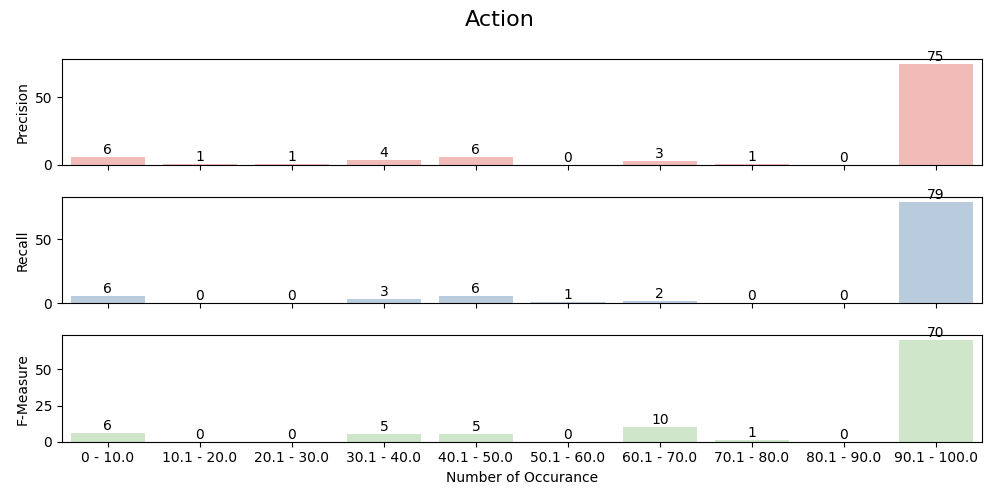 Action
Precision
50
0
6 1 1 4 6 0 3 1 0 75
Recall
50
0
6 0 0 3 6 1 2 0 0 79
F-Measure
50
25
0
6 0 0 5 5 0 10 1 0 70
0 - 10.0 10.1 - 20.0 20.1 - 30.0 30.1 - 40.0 40.1 - 50.0 50.1 - 60.0 60.1 - 70.0 70.1 - 80.0 80.1 - 90.0 90.1 - 100.0
Number of Occurance